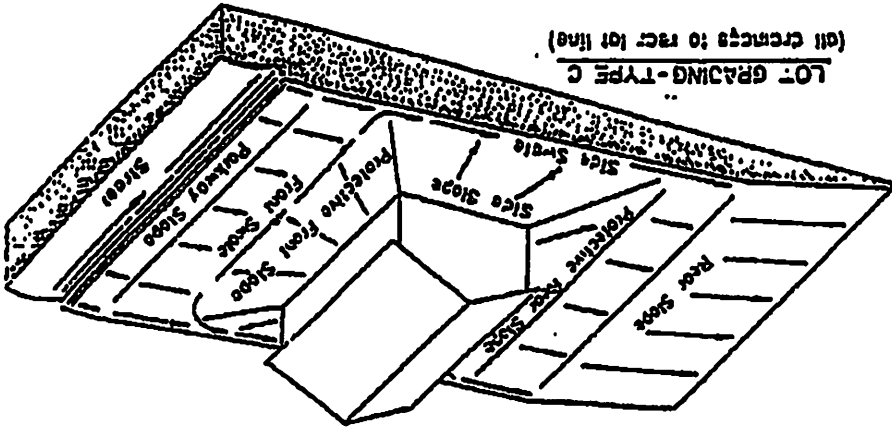 LOT GRADING-TYPE C
(all drainage to rear lot line)
Rear Slope
Protective Rear Slope
Side Swale
Side Slope
Protective Front Slope
Front Swale
Parkway Slope
Street